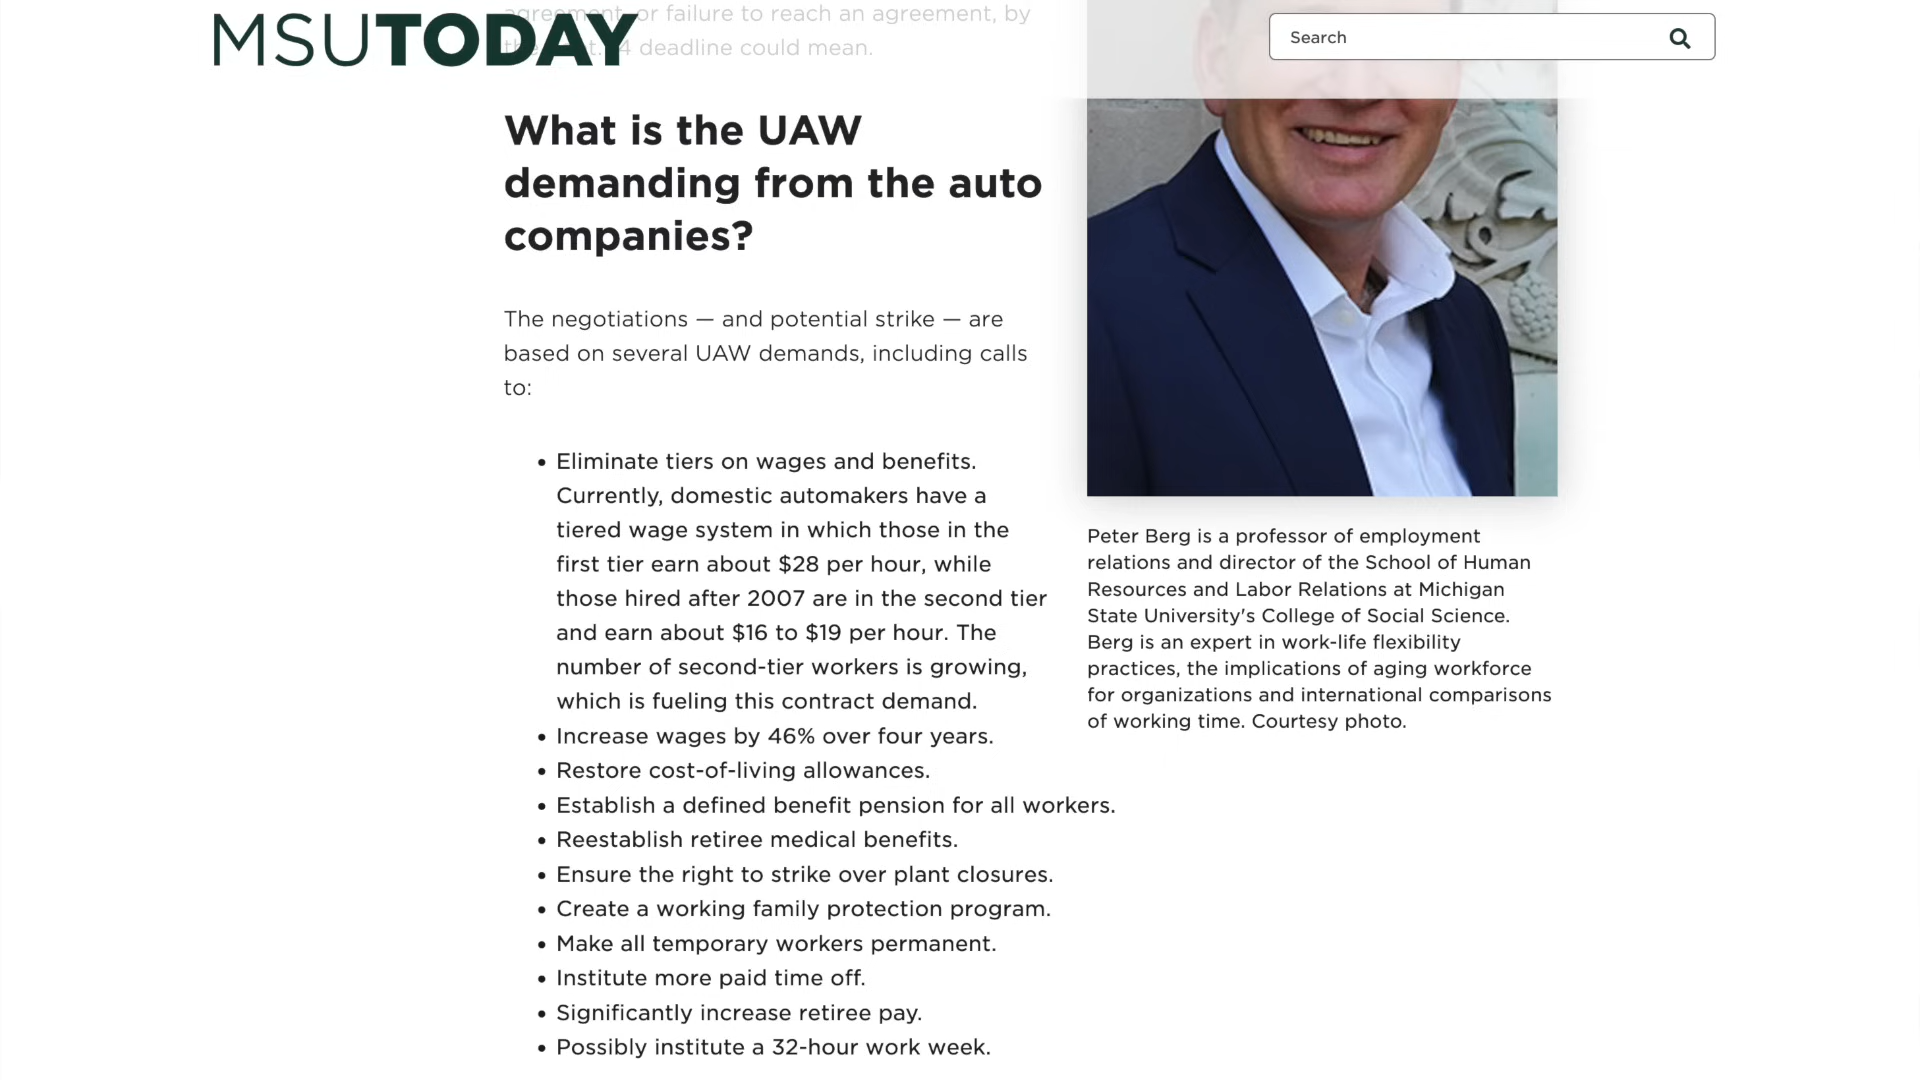 agreement, or failure to reach an agreement, by
MSUTODAY
Search
4 deadline could mean.
What is the UAW
demanding from the auto
companies?
The negotiations — and potential strike — are
based on several UAW demands, including calls
to:
• Eliminate tiers on wages and benefits.
Currently, domestic automakers have a
tiered wage system in which those in the
first tier earn about $28 per hour, while
those hired after 2007 are in the second tier
and earn about $16 to $19 per hour. The
number of second-tier workers is growing,
which is fueling this contract demand.
• Increase wages by 46% over four years.
• Restore cost-of-living allowances.
• Establish a defined benefit pension for all workers.
• Reestablish retiree medical benefits.
• Ensure the right to strike over plant closures.
• Create a working family protection program.
• Make all temporary workers permanent.
• Institute more paid time off.
• Significantly increase retiree pay.
• Possibly institute a 32-hour work week.
Peter Berg is a professor of employment
relations and director of the School of Human
Resources and Labor Relations at Michigan
State University's College of Social Science.
Berg is an expert in work-life flexibility
practices, the implications of aging workforce
for organizations and international comparisons
of working time. Courtesy photo.